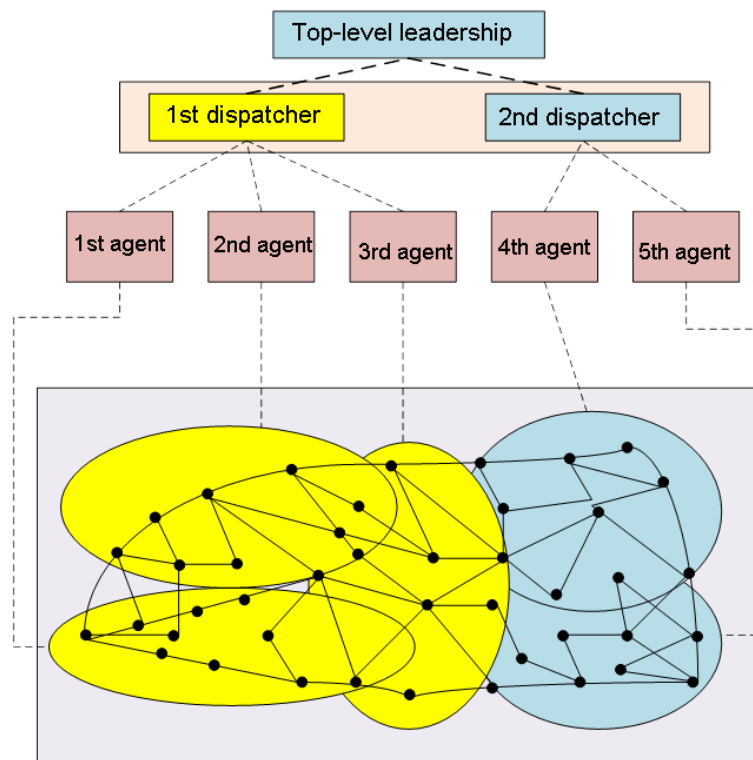 Top-level leadership
1st dispatcher
2nd dispatcher
1st agent
2nd agent
3rd agent
4th agent
5th agent